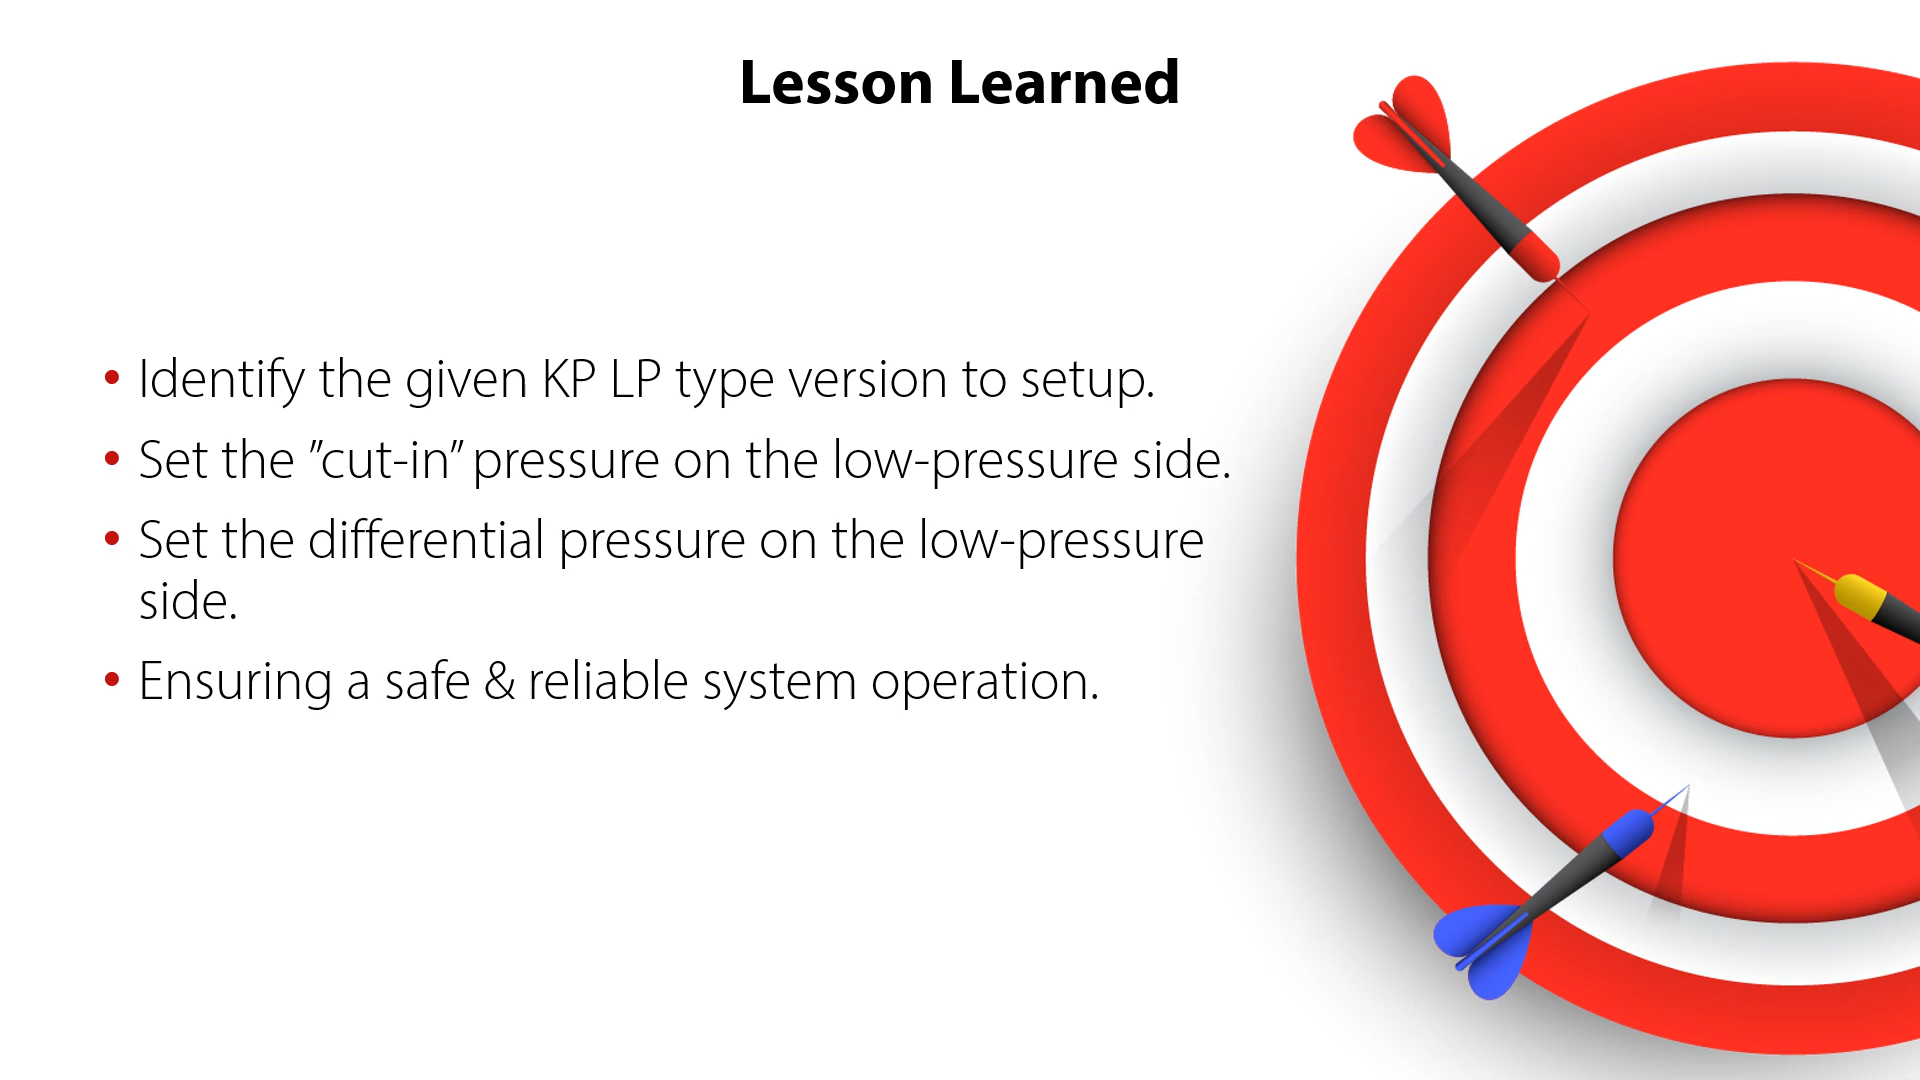 Lesson Learned
• Identify the given KP LP type version to setup.
• Set the ”cut-in” pressure on the low-pressure side.
• Set the differential pressure on the low-pressure
side.
• Ensuring a safe & reliable system operation.